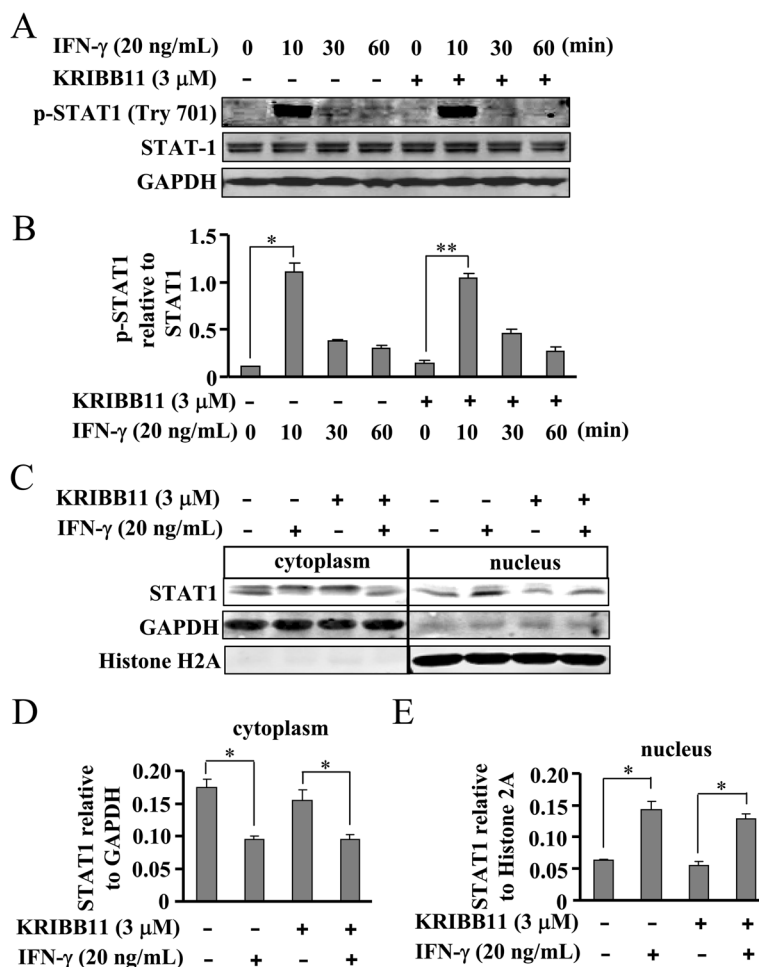 A
IFN-γ (20 ng/mL) 0 10 30 60 0 10 30 60 (min)
KRIBB11 (3 μM) – – – – + + + +
p-STAT1 (Try 701)
STAT-1
GAPDH
B
p-STAT1
relative to
STAT1
1.5
1.0
0.5
0
*
**
KRIBB11 (3 μM) – – – – + + + +
IFN-γ (20 ng/mL) 0 10 30 60 0 10 30 60 (min)
C
KRIBB11 (3 μM) – – + + – – + +
IFN-γ (20 ng/mL) – + – + – + – +
cytoplasm nucleus
STAT1
GAPDH
Histone H2A
D
cytoplasm
STAT1 relative
to GAPDH
0.20
0.15
0.10
0.05
0.00
*
*
KRIBB11 (3 μM) – – + +
IFN-γ (20 ng/mL) – + – +
E
nucleus
STAT1 relative
to Histone 2A
0.20
0.15
0.10
0.05
0.00
*
*
KRIBB11 (3 μM) – – + +
IFN-γ (20 ng/mL) – + – +